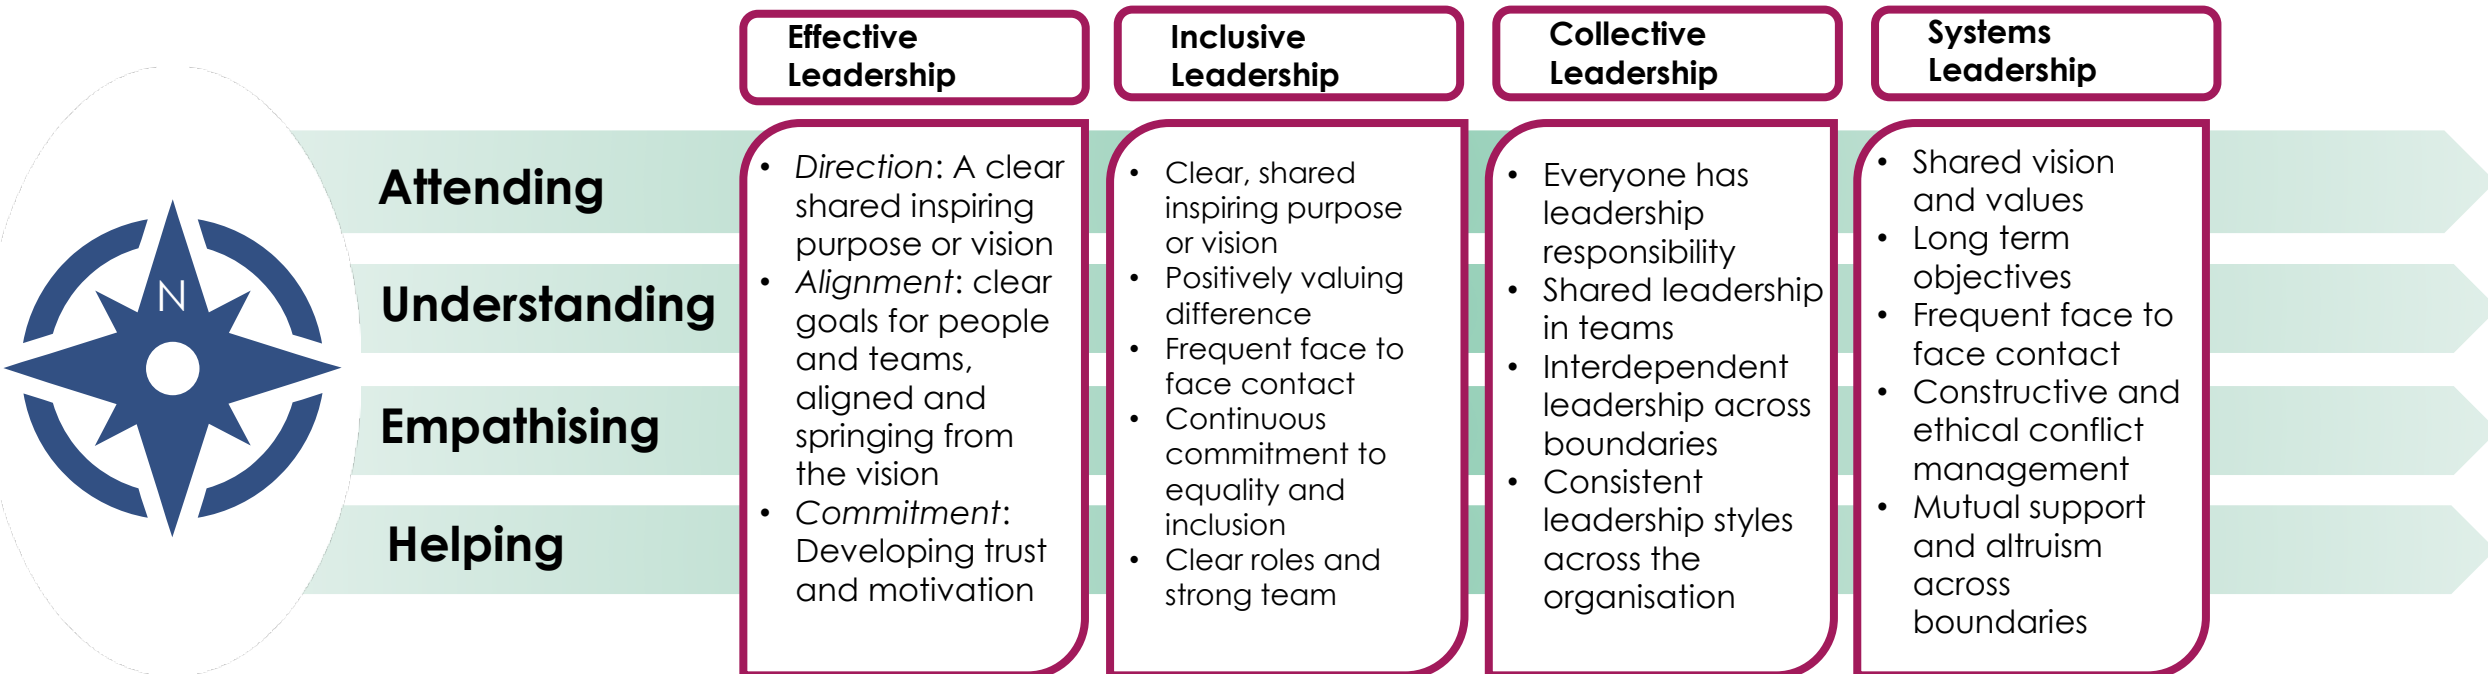 Effective
Leadership
Inclusive
Leadership
Collective
Leadership
Systems
Leadership
N
Attending
Understanding
Empathising
Helping
• Direction: A clear
shared inspiring
purpose or vision
• Alignment: clear
goals for people
and teams,
aligned and
springing from
the vision
• Commitment:
Developing trust
and motivation
• Clear, shared
inspiring purpose
or vision
• Positively valuing
difference
• Frequent face to
face contact
• Continuous
commitment to
equality and
inclusion
• Clear roles and
strong team
• Everyone has
leadership
responsibility
• Shared leadership
in teams
• Interdependent
leadership across
boundaries
• Consistent
leadership styles
across the
organisation
• Shared vision
and values
• Long term
objectives
• Frequent face to
face contact
• Constructive and
ethical conflict
management
• Mutual support
and altruism
across
boundaries